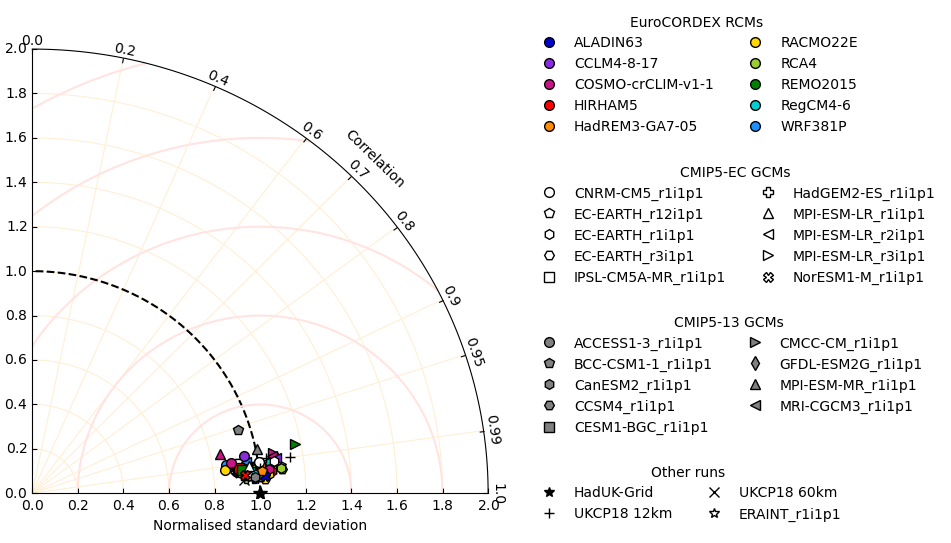 0.0
0.2
0.4
0.6
0.7
0.8
0.9
0.95
0.99
1.0
Correlation
2.0
1.8
1.6
1.4
1.2
1.0
0.8
0.6
0.4
0.2
0.0
0.0 0.2 0.4 0.6 0.8 1.0 1.2 1.4 1.6 1.8 2.0
Normalised standard deviation
EuroCORDEX RCMs
ALADIN63
CCLM4-8-17
COSMO-crCLIM-v1-1
HIRHAM5
HadREM3-GA7-05
RACMO22E
RCA4
REMO2015
RegCM4-6
WRF381P
CMIP5-EC GCMs
CNRM-CM5_r1i1p1
EC-EARTH_r12i1p1
EC-EARTH_r1i1p1
EC-EARTH_r3i1p1
IPSL-CM5A-MR_r1i1p1
HadGEM2-ES_r1i1p1
MPI-ESM-LR_r1i1p1
MPI-ESM-LR_r2i1p1
MPI-ESM-LR_r3i1p1
NorESM1-M_r1i1p1
CMIP5-13 GCMs
ACCESS1-3_r1i1p1
BCC-CSM1-1_r1i1p1
CanESM2_r1i1p1
CCSM4_r1i1p1
CESM1-BGC_r1i1p1
CMCC-CM_r1i1p1
GFDL-ESM2G_r1i1p1
MPI-ESM-MR_r1i1p1
MRI-CGCM3_r1i1p1
Other runs
HadUK-Grid
UKCP18 12km
UKCP18 60km
ERAINT_r1i1p1